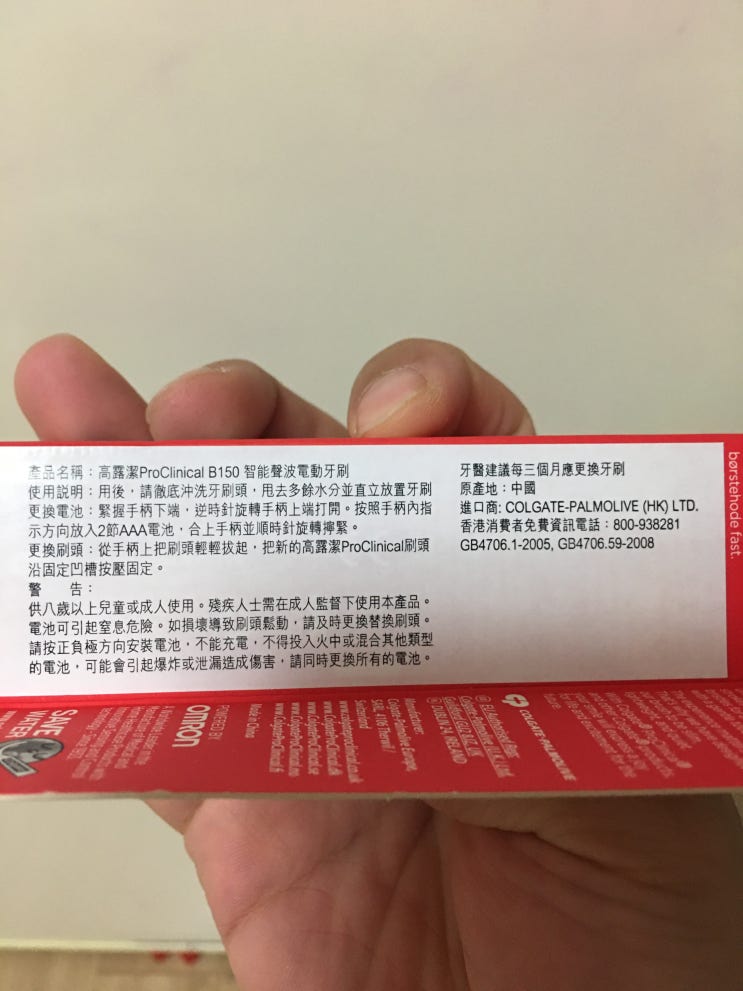 產品名稱：高露潔ProClinical B150 智能聲波電動牙刷
使用説明：用後，請徹底沖洗牙刷頭，甩去多餘水分並直立放置牙刷
更換電池：緊握手柄下端，逆時針旋轉手柄上端打開。按照手柄內指
示方向放入2節AAA電池，合上手柄並順時針旋轉擰緊。
更換刷頭：從手柄上把刷頭輕輕拔起，把新的高露潔ProClinical刷頭
沿固定凹槽按壓固定。
警　告：
供八歲以上兒童或成人使用。殘疾人士需在成人監督下使用本產品。
電池可引起窒息危險。如損壞導致刷頭鬆動，請及時更換替換刷頭。
請按正負極方向安裝電池，不能充電，不得投入火中或混合其他類型
的電池，可能會引起爆炸或泄漏造成傷害，請同時更換所有的電池。
牙醫建議每三個月應更換牙刷
原產地：中國
進口商: COLGATE-PALMOLIVE (HK) LTD.
香港消費者免費資訊電話：800-938281
GB4706.1-2005, GB4706.59-2008
børstehode fast.
COLGATE-PALMOLIVE
Manufacturer:
Made in China
POWERED BY
omron
SAVE
WATER